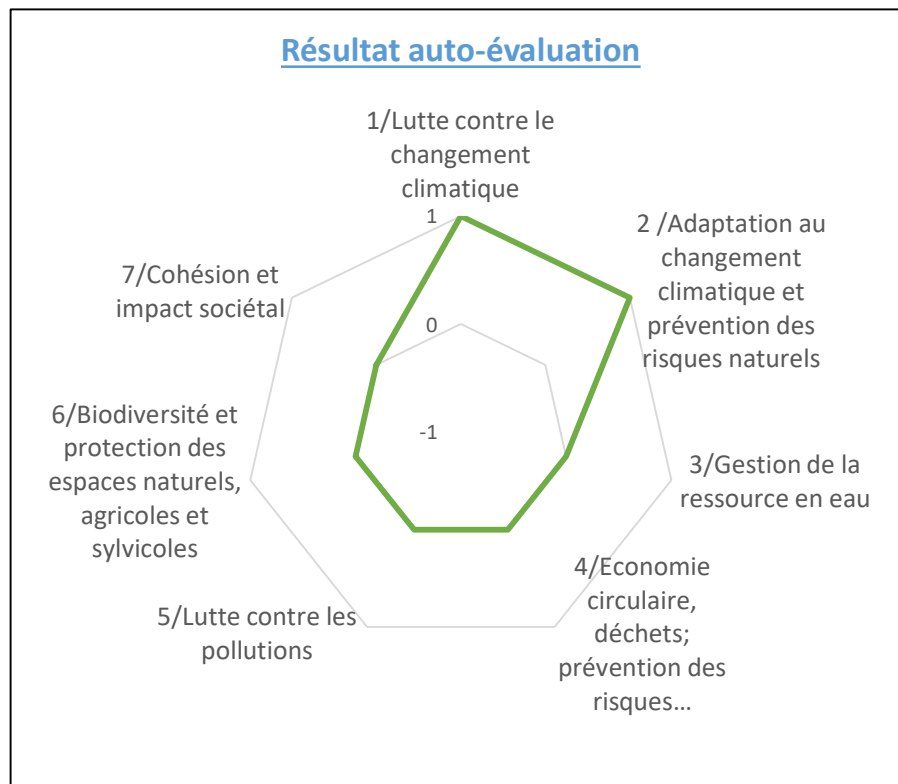 Résultat auto-évaluation
1/Lutte contre le
changement
climatique
2 /Adaptation au
changement
climatique et
prévention des
risques naturels
3/Gestion de la
ressource en eau
4/Economie
circulaire,
déchets;
prévention des
risques...
5/Lutte contre les
pollutions
6/Biodiversité et
protection des
espaces naturels,
agricoles et
sylvicoles
7/Cohésion et
impact sociétal
1
0
-1